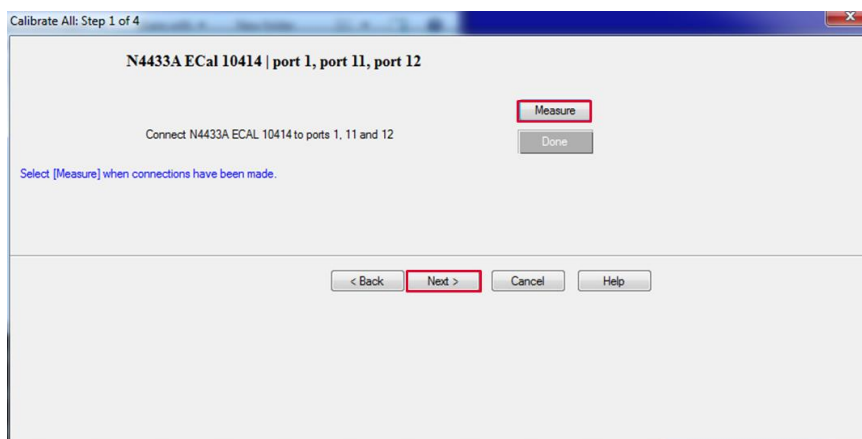 Calibrate All: Step 1 of 4
N4433A ECal 10414 | port 1, port 11, port 12
Measure
Connect N4433A ECAL 10414 to ports 1, 11 and 12
Done
Select [Measure] when connections have been made.
< Back
Next >
Cancel
Help